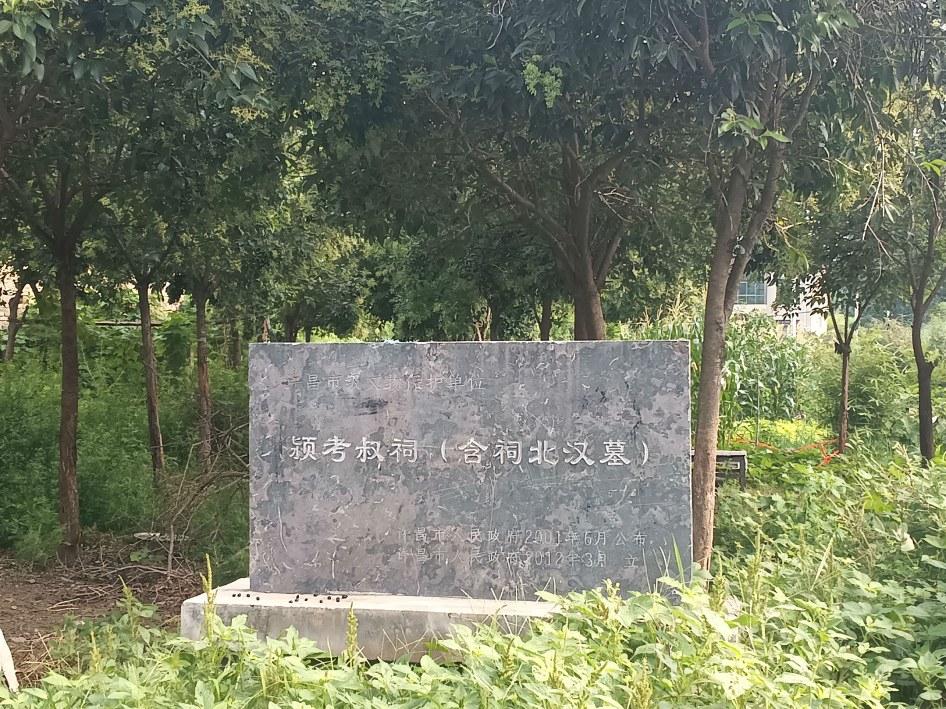 许昌市级文物保护单位
颍考叔祠（含祠北汉墓）
许昌市人民政府2001年6月公布
许昌市人民政府2012年3月 立